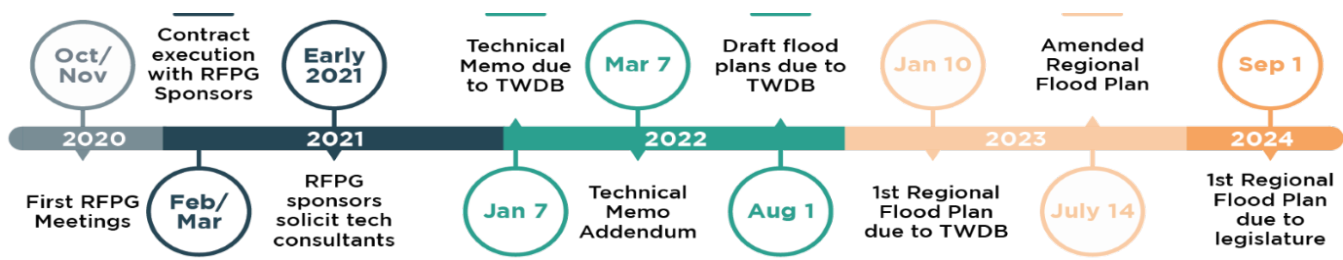 Oct/
Nov
Contract
execution
with RFPG
Sponsors
Early
2021
Technical
Memo due
to TWDB
Mar 7
Draft flood
plans due to
TWDB
Jan 10
Amended
Regional
Flood Plan
Sep 1
2020
2021
2022
2023
2024
First RFPG
Meetings
Feb/
Mar
RFPG
sponsors
solicit tech
consultants
Jan 7
Technical
Memo
Addendum
Aug 1
1st Regional
Flood Plan
due to TWDB
July 14
1st Regional
Flood Plan
due to
legislature